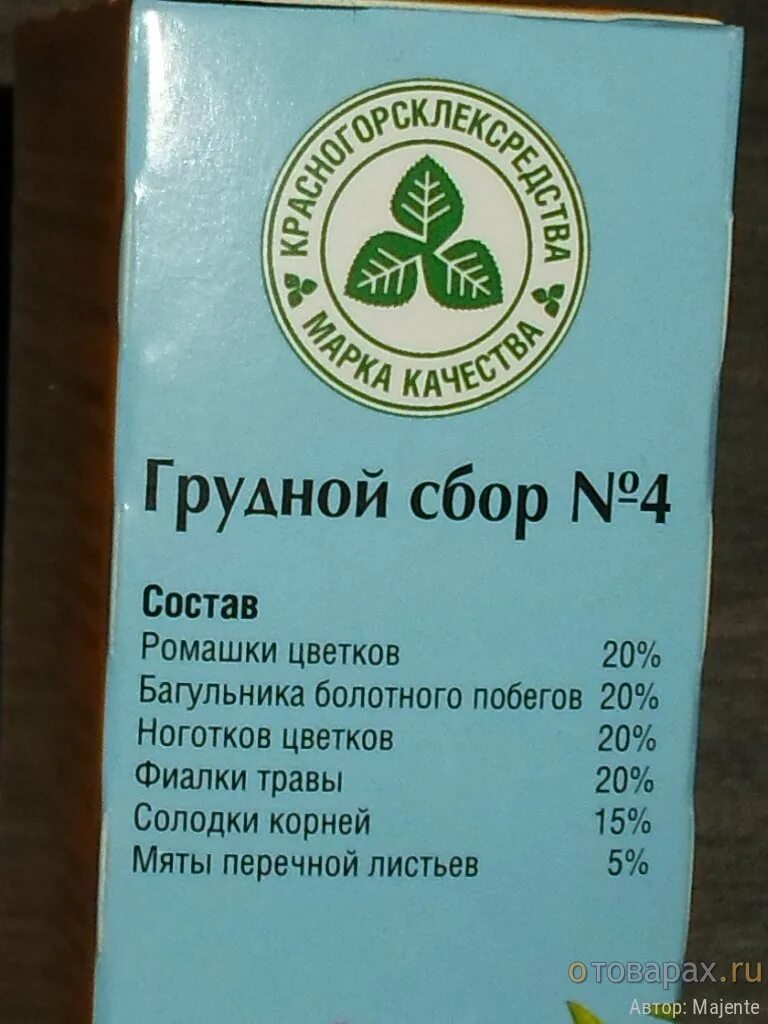 КРАСНОГОРСКЛЕКСРЕДСТВА
МАРКА КАЧЕСТВА
Грудной сбор №4
Состав
Ромашки цветков 20%
Багульника болотного побегов 20%
Ноготков цветков 20%
Фиалки травы 20%
Солодки корней 15%
Мяты перечной листьев 5%
отоварах.ru
Автор: Majente